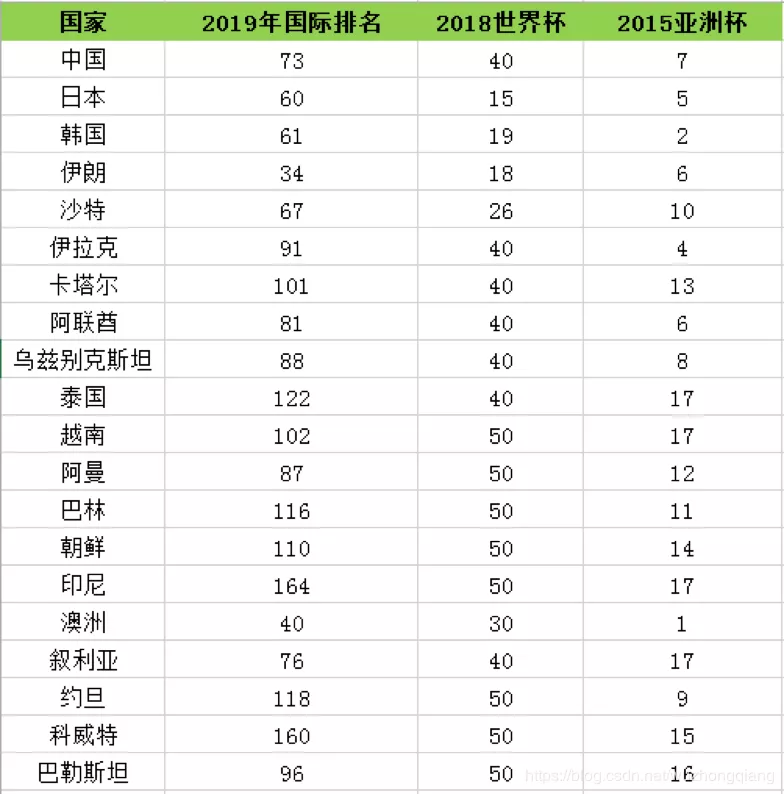 国家 2019年国际排名 2018世界杯 2015亚洲杯
中国 73 40 7
日本 60 15 5
韩国 61 19 2
伊朗 34 18 6
沙特 67 26 10
伊拉克 91 40 4
卡塔尔 101 40 13
阿联酋 81 40 6
乌兹别克斯坦 88 40 8
泰国 122 40 17
越南 102 50 17
阿曼 87 50 12
巴林 116 50 11
朝鲜 110 50 14
印尼 164 50 17
澳洲 40 30 1
叙利亚 76 40 17
约旦 118 50 9
科威特 160 50 15
巴勒斯坦 96 50 16